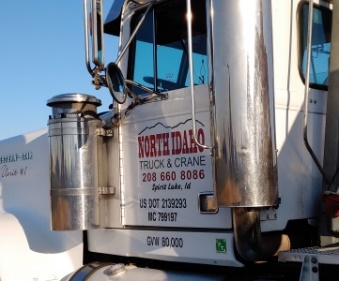 NORTH IDAHO
TRUCK & CRANE
208 660 8086
Spirit Lake, Id
US DOT 2139293
MC 799197
GVW 80,000